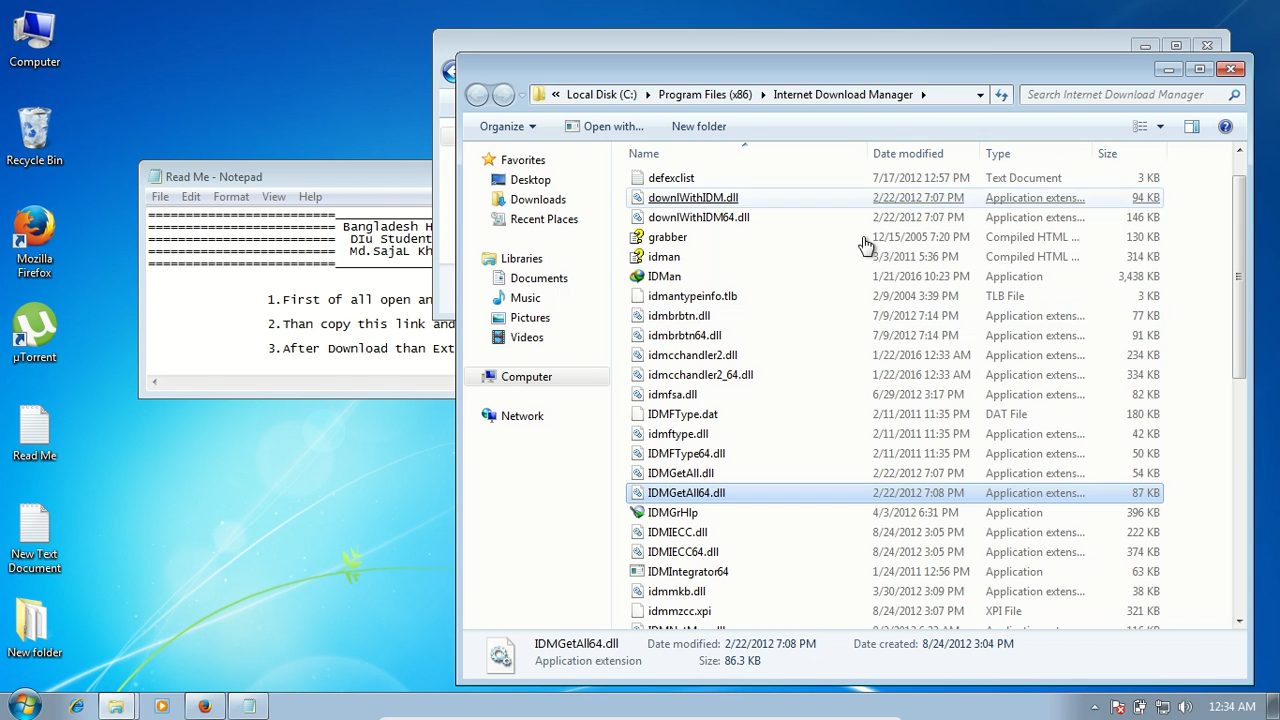 Computer
Recycle Bin
Mozilla
Firefox
µTorrent
Read Me
New Text
Document
New folder
Read Me - Notepad
File Edit Format View Help
=========================
========================= Bangladesh H
========================= DIu Student
========================= Md.SajaL Kh
=========================
1.First of all open an
2.Than copy this link and
3.After Download than Ext
« Local Disk (C:) Program Files (x86) Internet Download Manager
Search Internet Download Manager
Organize Open with... New folder
Favorites
Desktop
Downloads
Recent Places
Libraries
Documents
Music
Pictures
Videos
Computer
Network
Name Date modified Type Size
defexclist 7/17/2012 12:57 PM Text Document 3 KB
downlWithIDM.dll 2/22/2012 7:07 PM Application extens... 94 KB
downlWithIDM64.dll 2/22/2012 7:07 PM Application extens... 146 KB
grabber 12/15/2005 7:20 PM Compiled HTML ... 130 KB
idman 3/3/2011 5:36 PM Compiled HTML ... 314 KB
IDMan 1/21/2016 10:23 PM Application 3,438 KB
idmantypeinfo.tlb 2/9/2004 3:39 PM TLB File 3 KB
idmbrbtn.dll 7/9/2012 7:14 PM Application extens... 77 KB
idmbrbtn64.dll 7/9/2012 7:14 PM Application extens... 91 KB
idmcchandler2.dll 1/22/2016 12:33 AM Application extens... 234 KB
idmcchandler2_64.dll 1/22/2016 12:33 AM Application extens... 334 KB
idmfsa.dll 6/29/2012 3:17 PM Application extens... 82 KB
IDMFType.dat 2/11/2011 11:35 PM DAT File 180 KB
idmftype.dll 2/11/2011 11:35 PM Application extens... 42 KB
IDMFType64.dll 2/11/2011 11:35 PM Application extens... 50 KB
IDMGetAll.dll 2/22/2012 7:07 PM Application extens... 54 KB
IDMGetAll64.dll 2/22/2012 7:08 PM Application extens... 87 KB
IDMGrHlp 4/3/2012 6:31 PM Application 396 KB
IDMIECC.dll 8/24/2012 3:05 PM Application extens... 222 KB
IDMIECC64.dll 8/24/2012 3:05 PM Application extens... 374 KB
IDMIntegrator64 1/24/2011 12:56 PM Application 63 KB
idmmkb.dll 3/30/2012 3:09 PM Application extens... 38 KB
idmmzcc.xpi 8/24/2012 3:07 PM XPI File 321 KB
IDMGetAll64.dll Date modified: 2/22/2012 7:08 PM Date created: 8/24/2012 3:04 PM
Application extension Size: 86.3 KB
12:34 AM